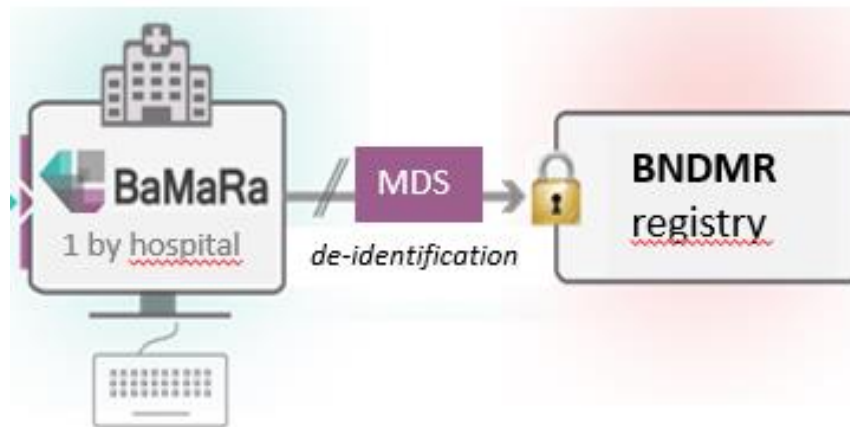 BaMaRa
1 by hospital
MDS
de-identification
BNDMR
registry